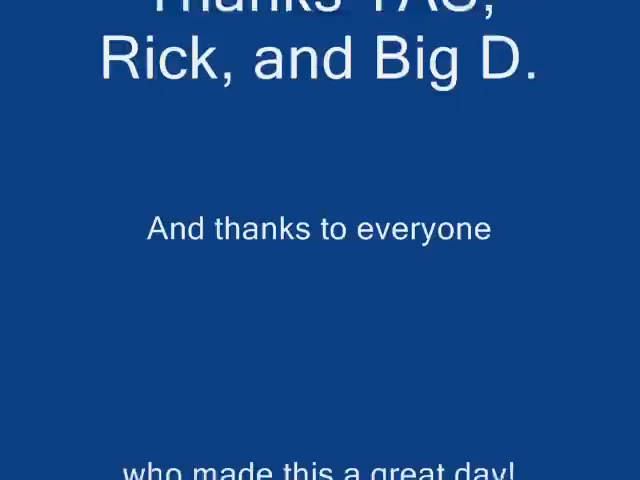 Thanks
Rick, and Big D.
And thanks to everyone
who made this a great day!